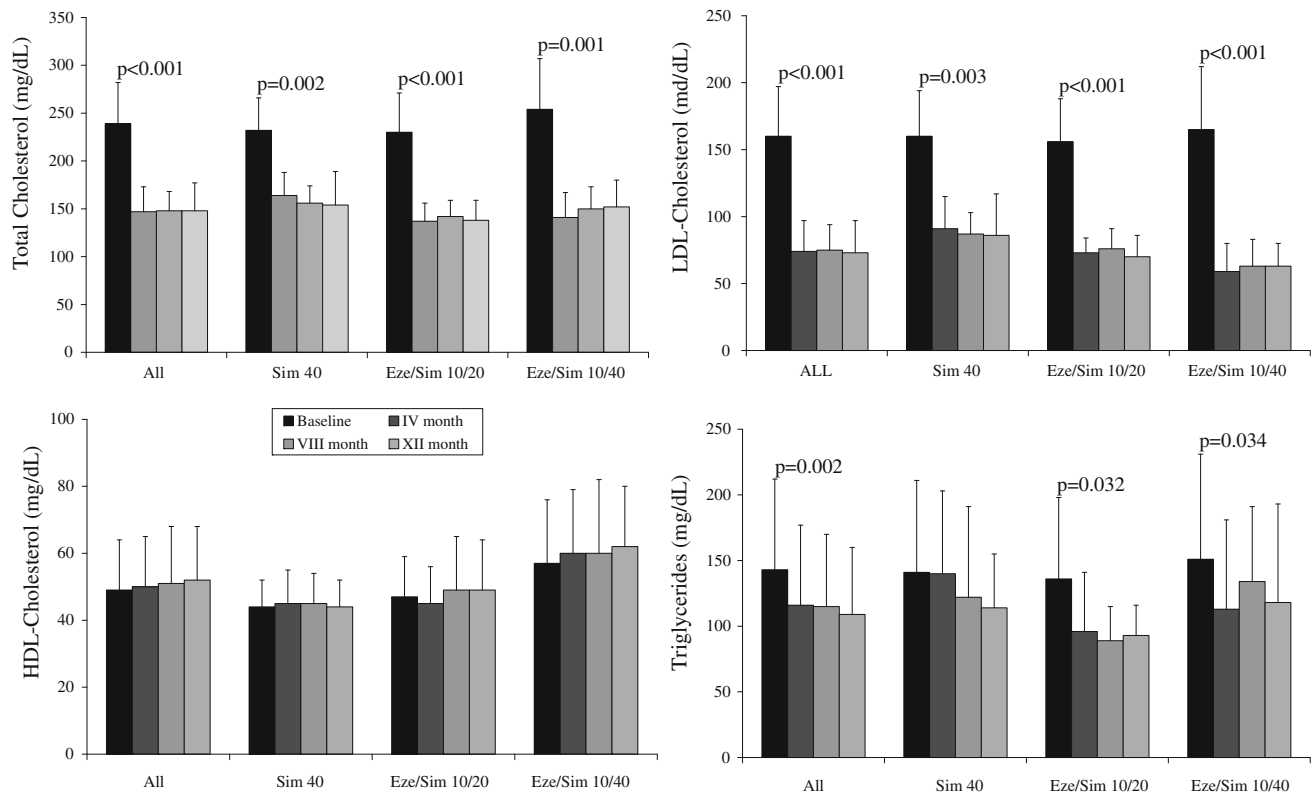 Total Cholesterol (mg/dL)
350
300
250
200
150
100
50
0
p<0.001
p=0.002
p<0.001
p=0.001
All
Sim 40
Eze/Sim 10/20
Eze/Sim 10/40
LDL-Cholesterol (md/dL)
250
200
150
100
50
0
p<0.001
p=0.003
p<0.001
p<0.001
ALL
Sim 40
Eze/Sim 10/20
Eze/Sim 10/40
HDL-Cholesterol (mg/dL)
100
80
60
40
20
0
Baseline
IV month
VIII month
XII month
All
Sim 40
Eze/Sim 10/20
Eze/Sim 10/40
Triglycerides (mg/dL)
250
200
150
100
50
0
p=0.002
p=0.032
p=0.034
All
Sim 40
Eze/Sim 10/20
Eze/Sim 10/40